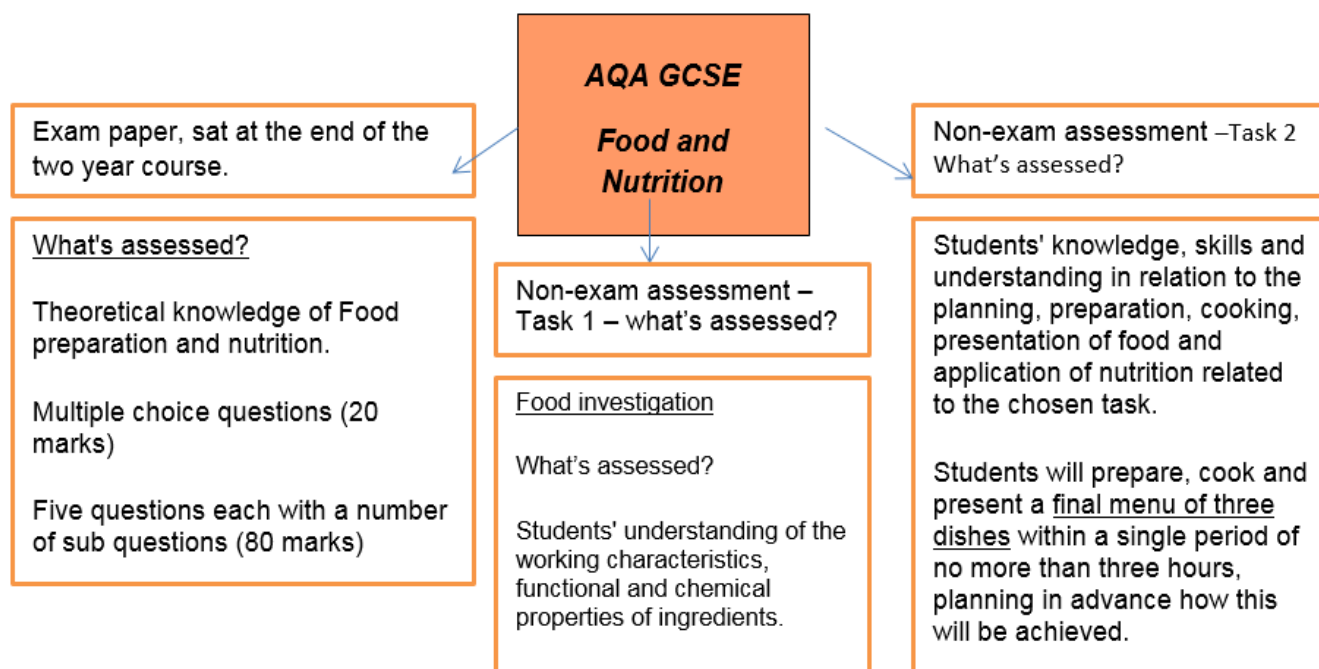 AQA GCSE
Food and
Nutrition
Exam paper, sat at the end of the
two year course.
What's assessed?
Theoretical knowledge of Food
preparation and nutrition.
Multiple choice questions (20
marks)
Five questions each with a number
of sub questions (80 marks)
Non-exam assessment –
Task 1 – what's assessed?
Food investigation
What's assessed?
Students' understanding of the
working characteristics,
functional and chemical
properties of ingredients.
Non-exam assessment –Task 2
What's assessed?
Students' knowledge, skills and
understanding in relation to the
planning, preparation, cooking,
presentation of food and
application of nutrition related
to the chosen task.
Students will prepare, cook and
present a final menu of three
dishes within a single period of
no more than three hours,
planning in advance how this
will be achieved.